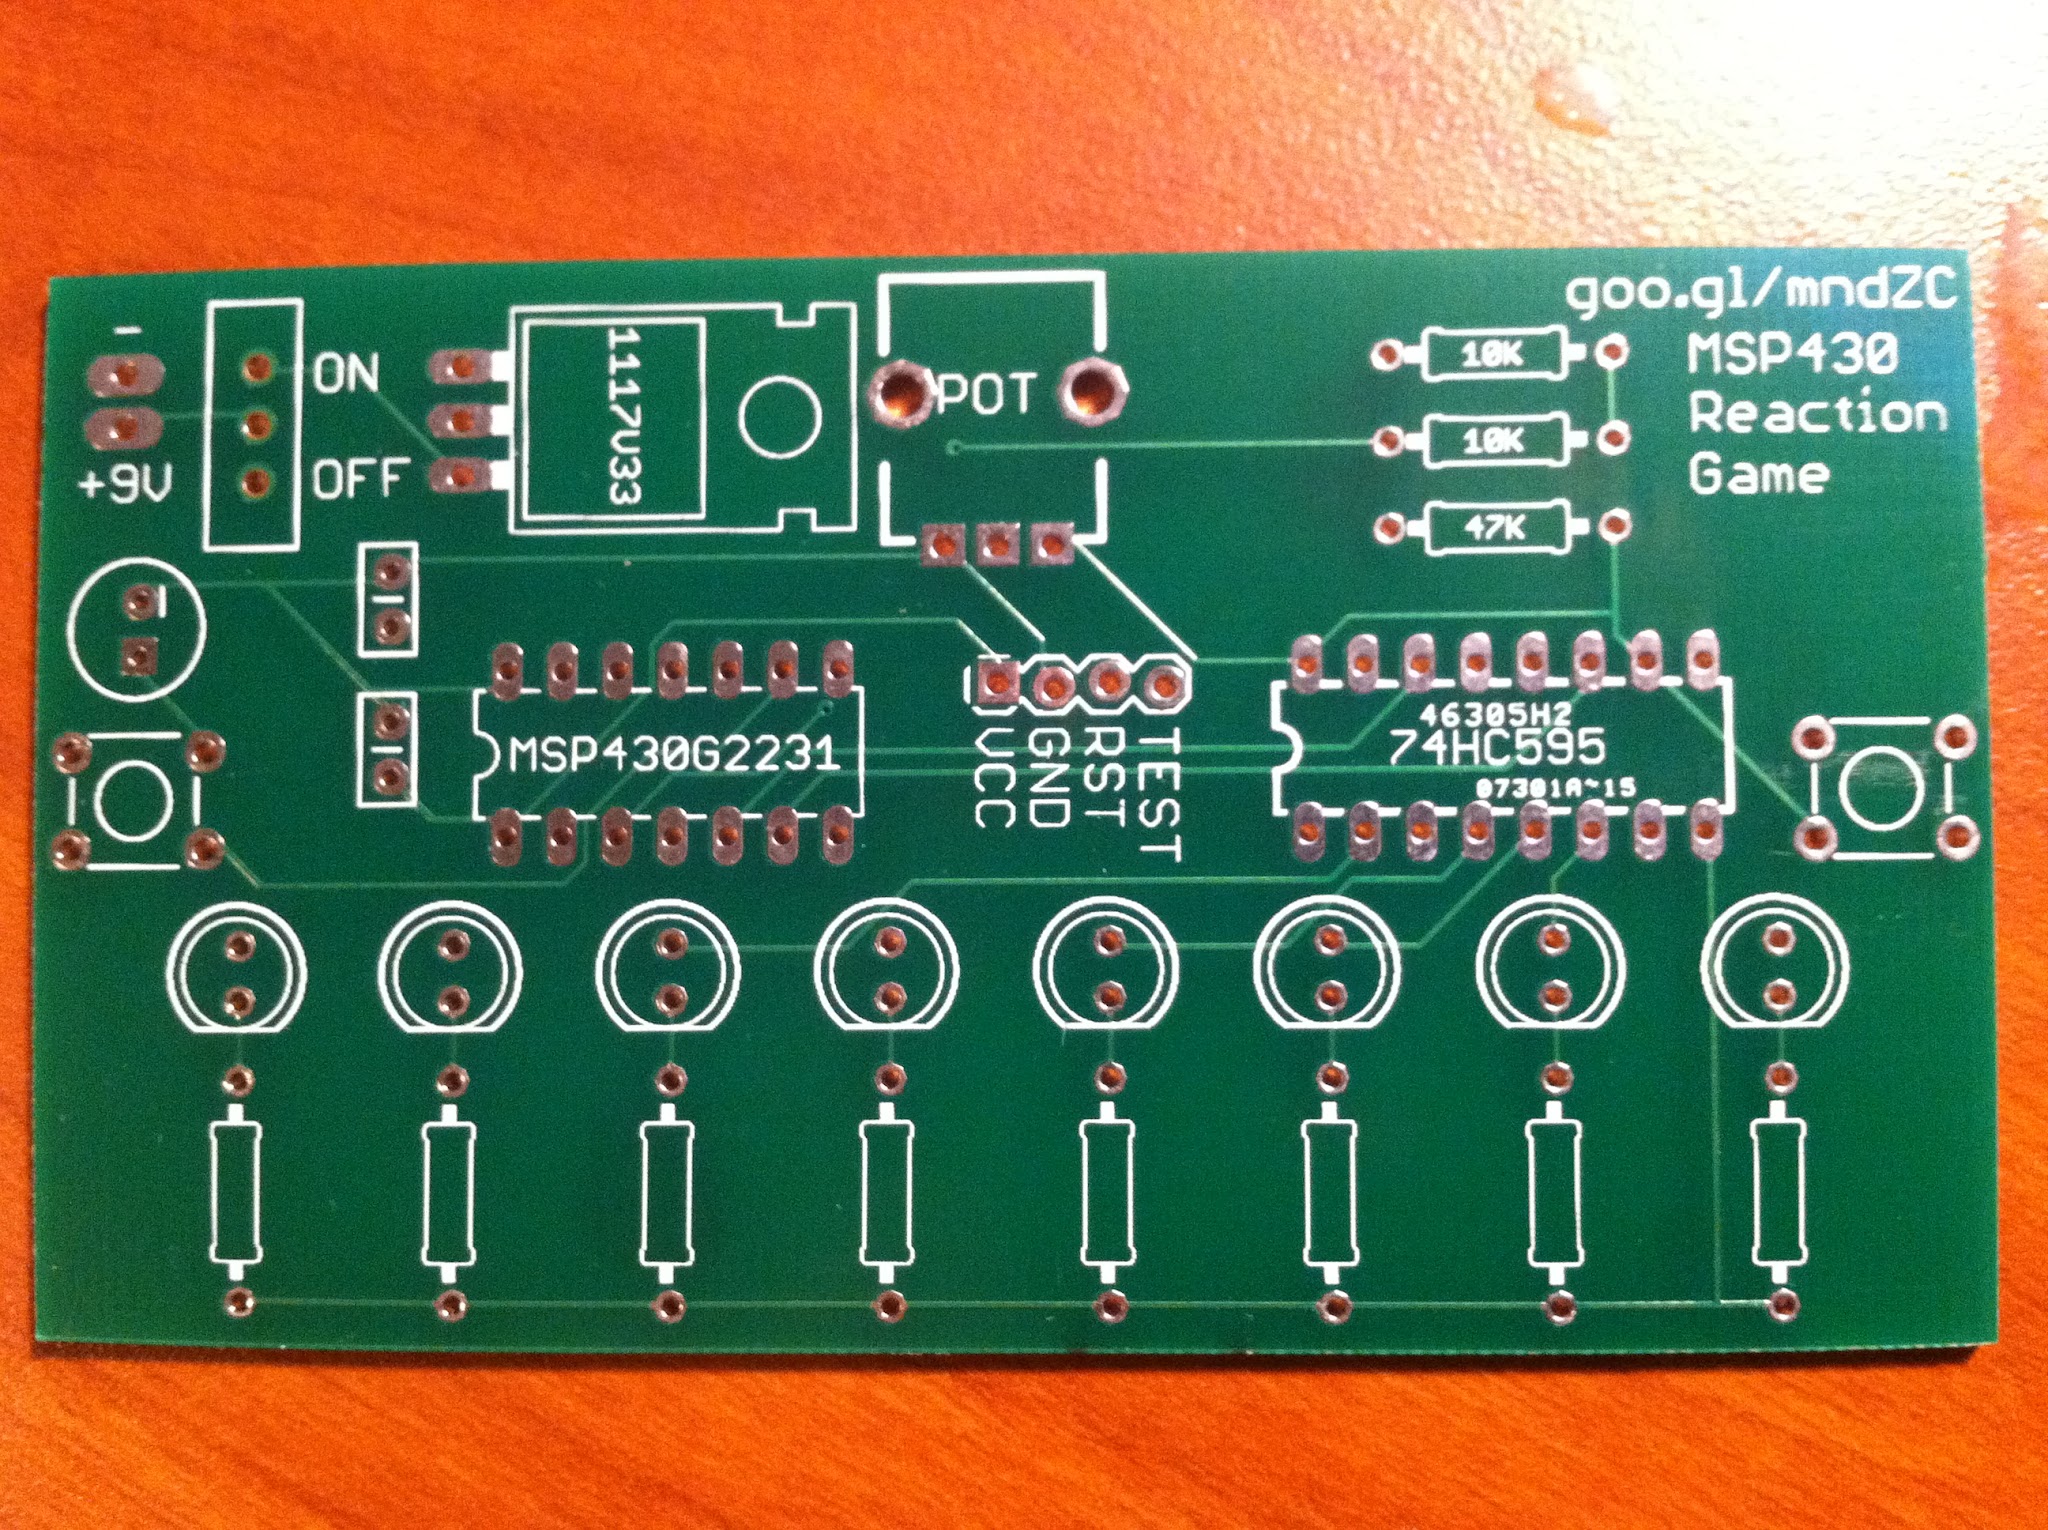 goo.gl/mndZC
MSP430
Reaction
Game
-
+9V
ON
OFF
1117V33
POT
10K
10K
47K
MSP430G2231
VCC
GND
RST
TEST
46305H2
74HC595
07301A~15